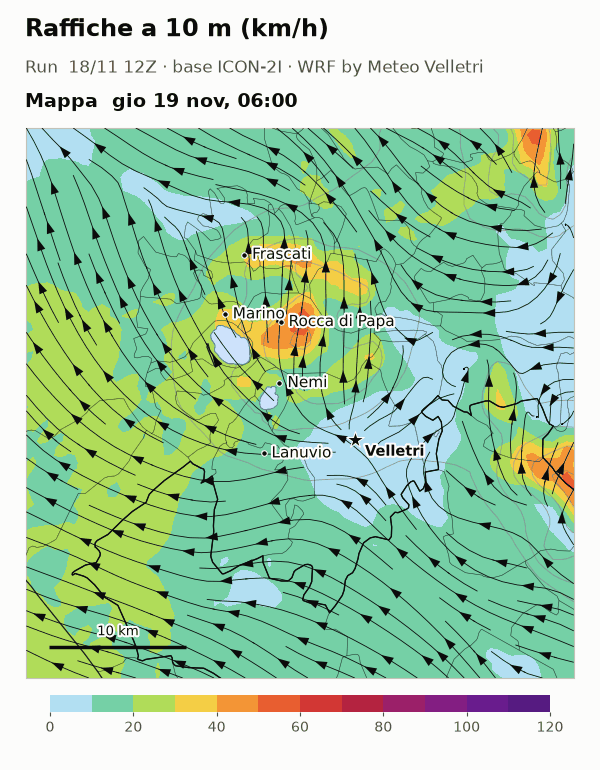 Raffiche a 10 m (km/h)
Run 18/11 12Z · base ICON-2I · WRF by Meteo Velletri
Mappa gio 19 nov, 06:00
Frascati
Marino
Rocca di Papa
Nemi
Velletri
Lanuvio
10 km
0 20 40 60 80 100 120